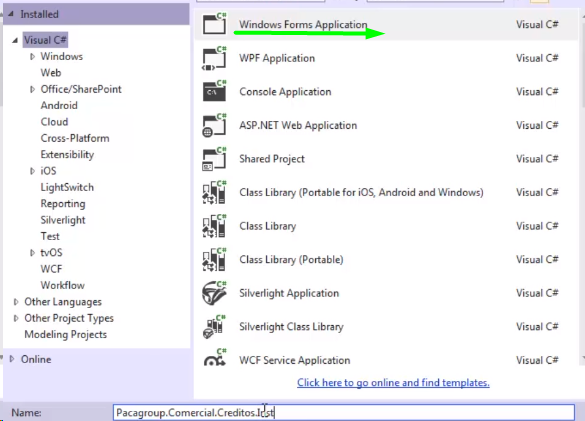 Installed
Visual C#
Windows
Web
Office/SharePoint
Android
Cloud
Cross-Platform
Extensibility
iOS
LightSwitch
Reporting
Silverlight
Test
tvOS
WCF
Workflow
Other Languages
Other Project Types
Modeling Projects
Online
C# Windows Forms Application Visual C#
C# WPF Application Visual C#
C# Console Application Visual C#
C# ASP.NET Web Application Visual C#
C# Shared Project Visual C#
C# Class Library (Portable for iOS, Android and Windows) Visual C#
C# Class Library Visual C#
C# Class Library (Portable) Visual C#
C# Silverlight Application Visual C#
C# Silverlight Class Library Visual C#
C# WCF Service Application Visual C#
Click here to go online and find templates.
Name: Pacagroup.Comercial.Creditos.